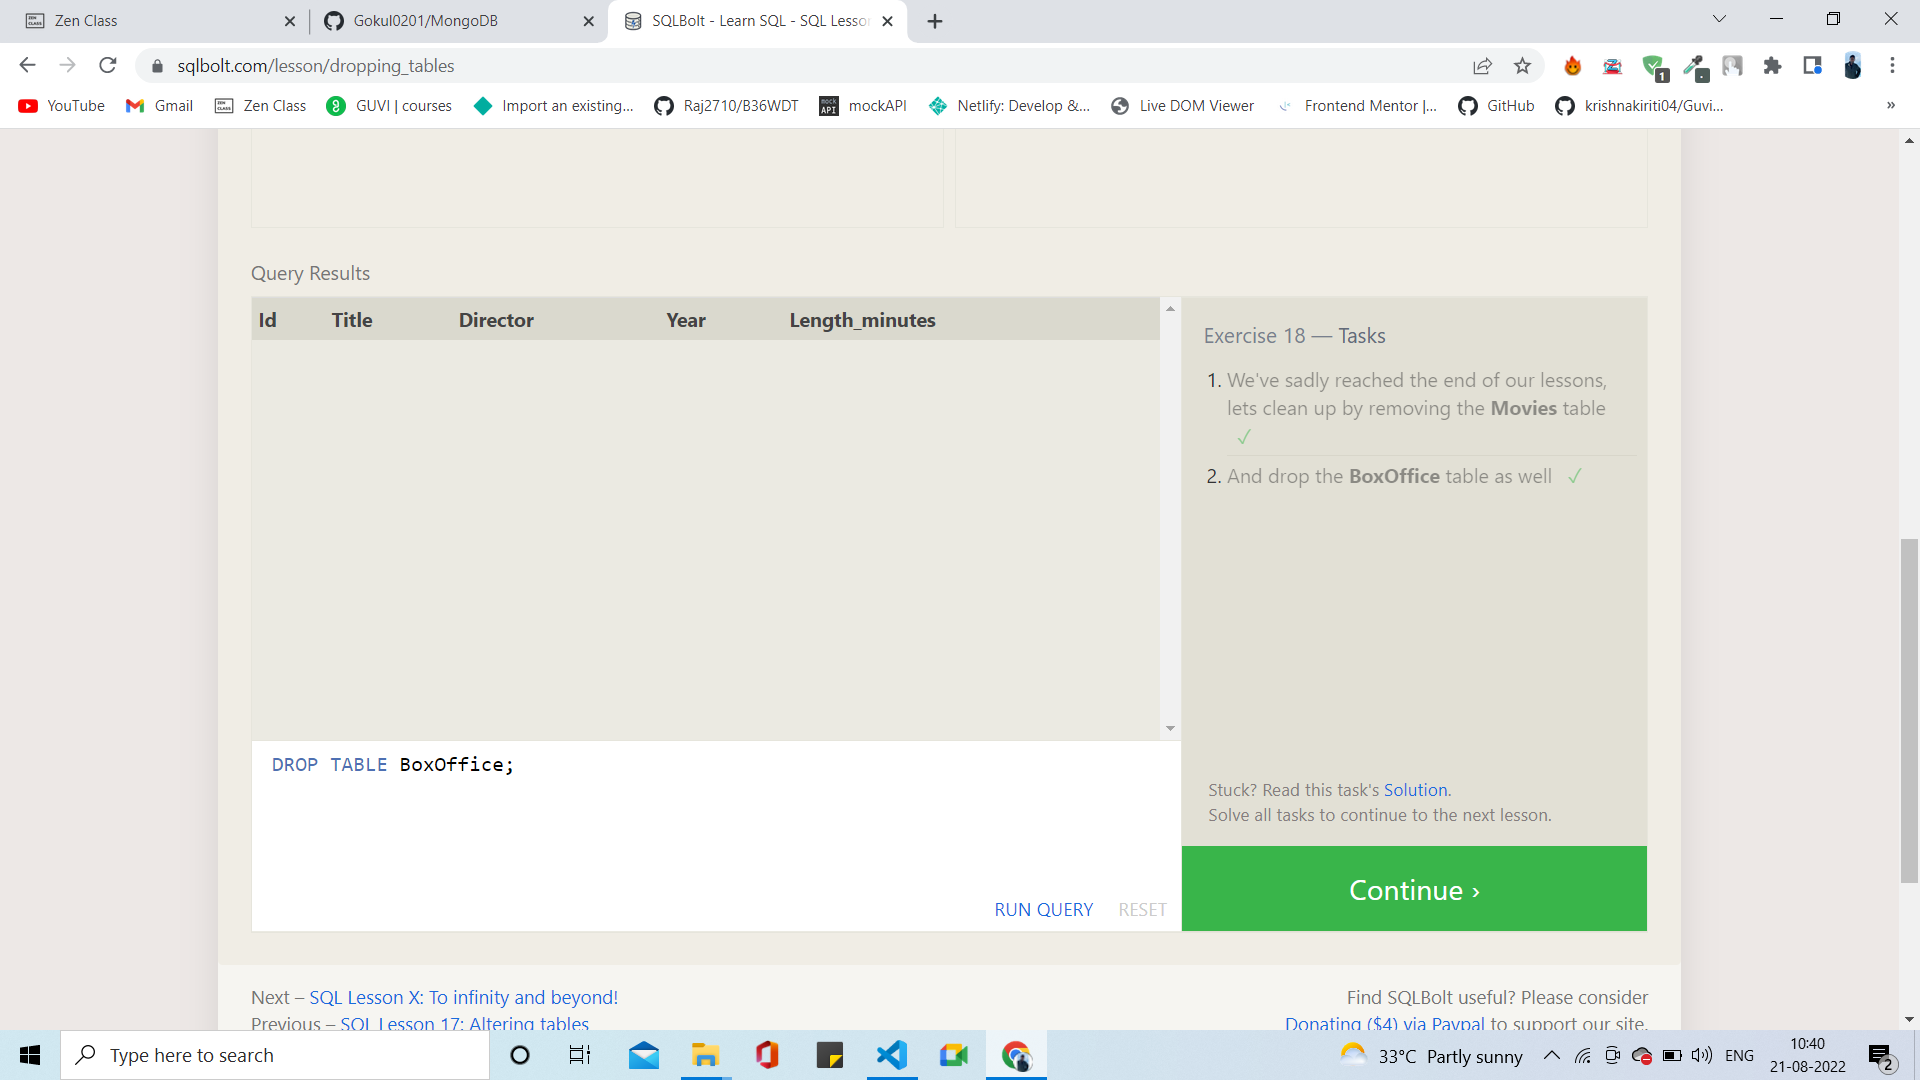 Zen Class
Gokul0201/MongoDB
SQLBolt - Learn SQL - SQL Lesson
sqlbolt.com/lesson/dropping_tables
1
YouTube
Gmail
Zen Class
GUVI | courses
Import an existing...
Raj2710/B36WDT
mockAPI
Netlify: Develop &...
Live DOM Viewer
Frontend Mentor |...
GitHub
krishnakiriti04/Guvi...
»
Query Results
Id Title Director Year Length_minutes
Exercise 18 — Tasks
1. We've sadly reached the end of our lessons,
lets clean up by removing the Movies table
✓
2. And drop the BoxOffice table as well ✓
DROP TABLE BoxOffice;
Stuck? Read this task's Solution.
Solve all tasks to continue to the next lesson.
RUN QUERY RESET
Continue ›
Next – SQL Lesson X: To infinity and beyond!
Previous – SQL Lesson 17: Altering tables
Find SQLBolt useful? Please consider
Donating ($4) via Paypal to support our site.
Type here to search
33°C Partly sunny
ENG
10:40
21-08-2022
2